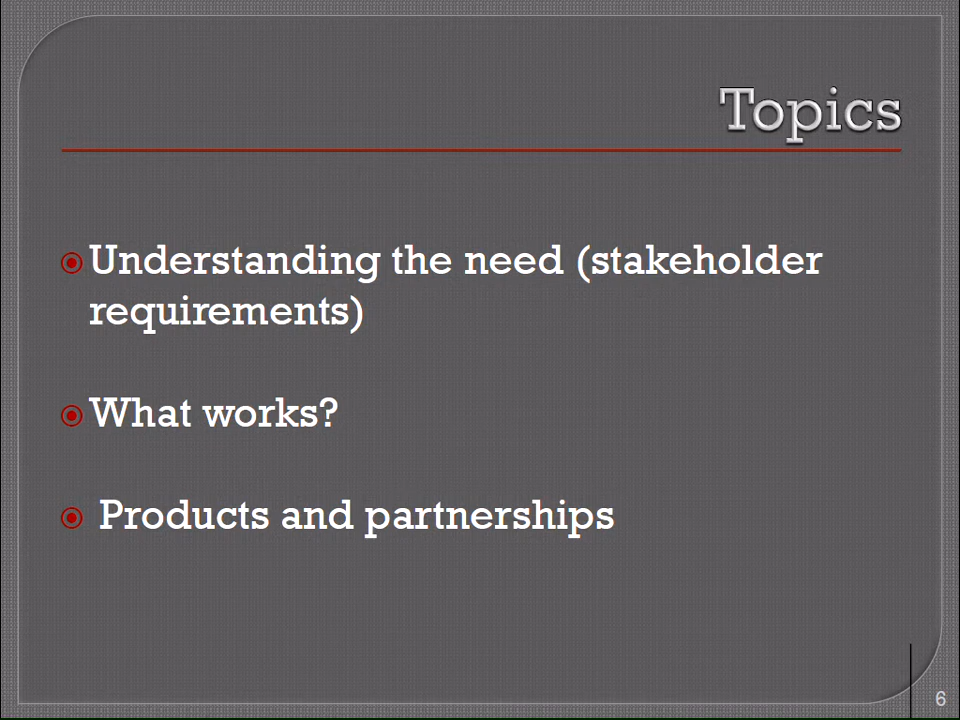 Topics
Understanding the need (stakeholder
requirements)
What works?
Products and partnerships
6